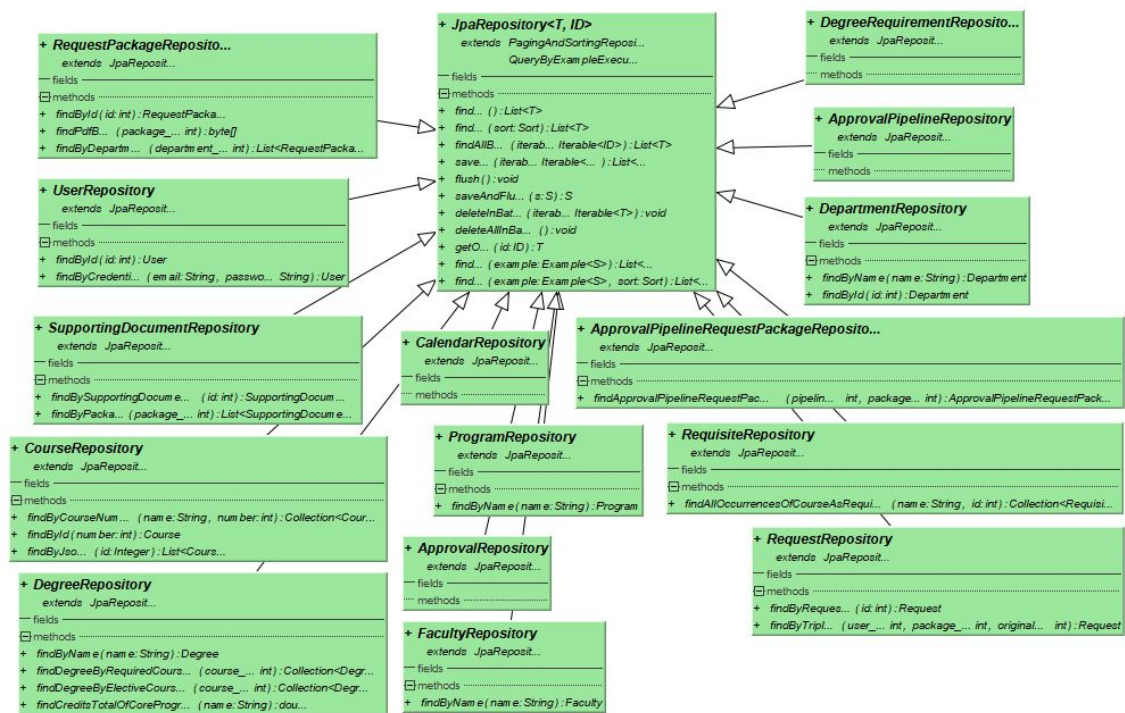 + RequestPackageReposito...
extends JpaReposit...
fields
methods
+ findById (id: int) : RequestPacka...
+ findPdfB... (package_... int) : byte[]
+ findByDepartm... (department_... int) : List<RequestPacka...
+ UserRepository
extends JpaReposit...
fields
methods
+ findById (id: int) : User
+ findByCredenti... (email: String, passwo... String) : User
+ SupportingDocumentRepository
extends JpaReposit...
fields
methods
+ findBySupportingDocume... (id: int) : SupportingDocum...
+ findByPacka... (package_... int) : List<SupportingDocume...
+ CourseRepository
extends JpaReposit...
fields
methods
+ findByCourseNum... (name: String, number: int) : Collection<Cour...
+ findById (number: int) : Course
+ findByJso... (id: Integer) : List<Cours...
+ DegreeRepository
extends JpaReposit...
fields
methods
+ findByName (name: String) : Degree
+ findDegreeByRequiredCours... (course_... int) : Collection<Degr...
+ findDegreeByElectiveCours... (course_... int) : Collection<Degr...
+ findCreditsTotalOfCoreProgr... (name: String) : dou...
+ JpaRepository<T, ID>
extends PagingAndSortingReposi...
QueryByExampleExecu...
fields
methods
+ find... () : List<T>
+ find... (sort: Sort) : List<T>
+ findAllB... (iterab... Iterable<ID>) : List<T>
+ save... (iterab... Iterable<... ) : List<...
+ flush () : void
+ saveAndFlu... (s: S) : S
+ deleteInBat... (iterab... Iterable<T>) : void
+ deleteAllInBa... () : void
+ getO... (id: ID) : T
+ find... (example: Example<S>) : List<...
+ find... (example: Example<S>, sort: Sort) : List<...
+ CalendarRepository
extends JpaReposit...
fields
methods
+ ProgramRepository
extends JpaReposit...
fields
methods
+ findByName (name: String) : Program
+ ApprovalRepository
extends JpaReposit...
fields
methods
+ FacultyRepository
extends JpaReposit...
fields
methods
+ findByName (name: String) : Faculty
+ DegreeRequirementReposito...
extends JpaReposit...
fields
methods
+ ApprovalPipelineRepository
extends JpaReposit...
fields
methods
+ DepartmentRepository
extends JpaReposit...
fields
methods
+ findByName (name: String) : Department
+ findById (id: int) : Department
+ ApprovalPipelineRequestPackageReposito...
extends JpaReposit...
fields
methods
+ findApprovalPipelineRequestPac... (pipelin... int, package... int) : ApprovalPipelineRequestPack...
+ RequisiteRepository
extends JpaReposit...
fields
methods
+ findAllOccurrencesOfCourseAsRequi... (name: String, id: int) : Collection<Requisi...
+ RequestRepository
extends JpaReposit...
fields
methods
+ findByReques... (id: int) : Request
+ findByTripl... (user_... int, package_... int, original... int) : Request